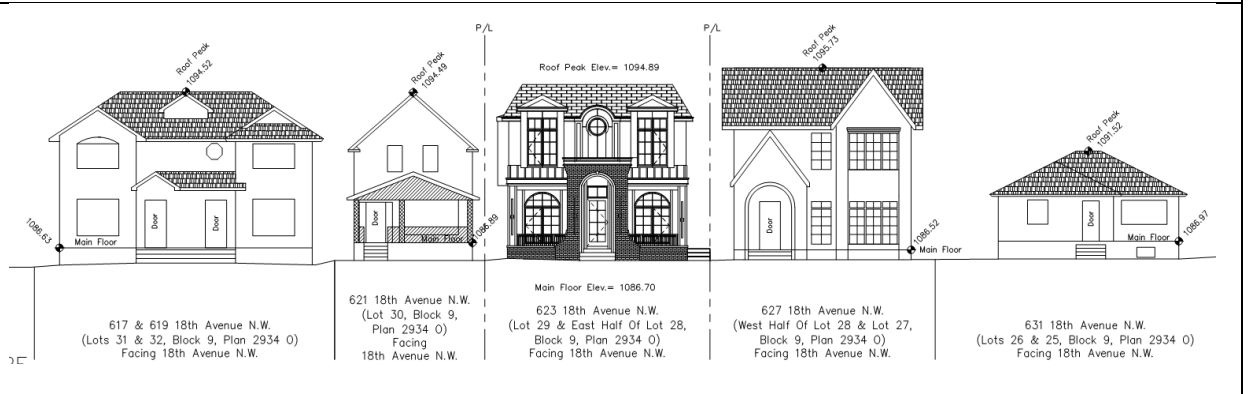 P/L
P/L
Roof Peak
1094.52
Roof Peak
1094.49
Roof Peak Elev.= 1094.89
Roof Peak
1095.73
Roof Peak
1091.52
Door
Door
1086.63
Main Floor
Door
Main Floor
1086.89
Door
1086.52
Main Floor
Door
Main Floor
1086.97
617 & 619 18th Avenue N.W.
(Lots 31 & 32, Block 9, Plan 2934 O)
Facing 18th Avenue N.W.
621 18th Avenue N.W.
(Lot 30, Block 9,
Plan 2934 O)
Facing
18th Avenue N.W.
Main Floor Elev.= 1086.70
623 18th Avenue N.W.
(Lot 29 & East Half Of Lot 28,
Block 9, Plan 2934 O)
Facing 18th Avenue N.W.
627 18th Avenue N.W.
(West Half Of Lot 28 & Lot 27,
Block 9, Plan 2934 O)
Facing 18th Avenue N.W.
631 18th Avenue N.W.
(Lots 26 & 25, Block 9, Plan 2934 O)
Facing 18th Avenue N.W.